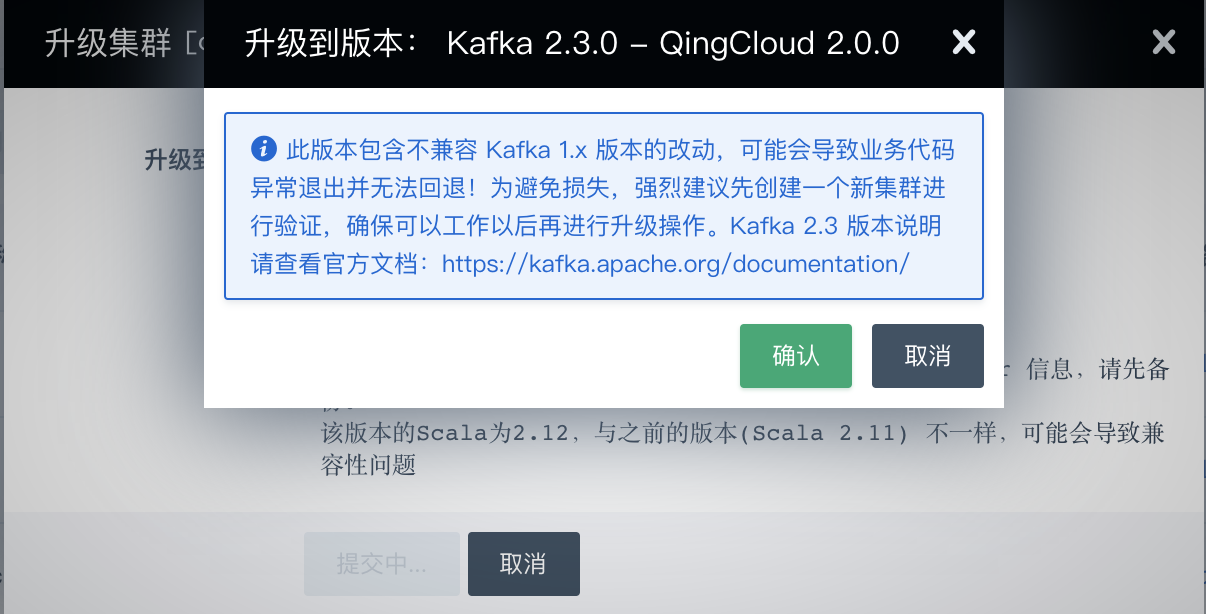 升级集群 [
升级到版本： Kafka 2.3.0 – QingCloud 2.0.0
此版本包含不兼容 Kafka 1.x 版本的改动，可能会导致业务代码
异常退出并无法回退！为避免损失，强烈建议先创建一个新集群进
行验证，确保可以工作以后再进行升级操作。Kafka 2.3 版本说明
请查看官方文档：https://kafka.apache.org/documentation/
升级到
确认
取消
信息，请先备
该版本的Scala为2.12，与之前的版本(Scala 2.11) 不一样，可能会导致兼
容性问题
提交中...
取消